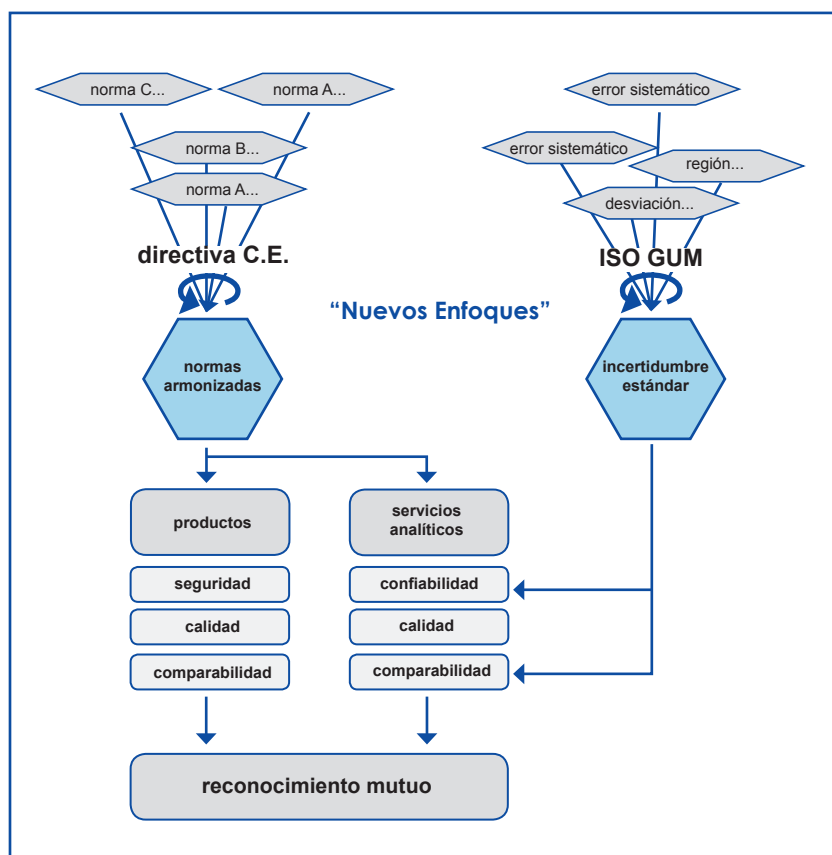 norma C...
norma A...
norma B...
norma A...
directiva C.E.
error sistemático
error sistemático
región...
desviación...
ISO GUM
“Nuevos Enfoques”
normas
armonizadas
incertidumbre
estándar
productos
seguridad
calidad
comparabilidad
servicios
analíticos
confiabilidad
calidad
comparabilidad
reconocimiento mutuo